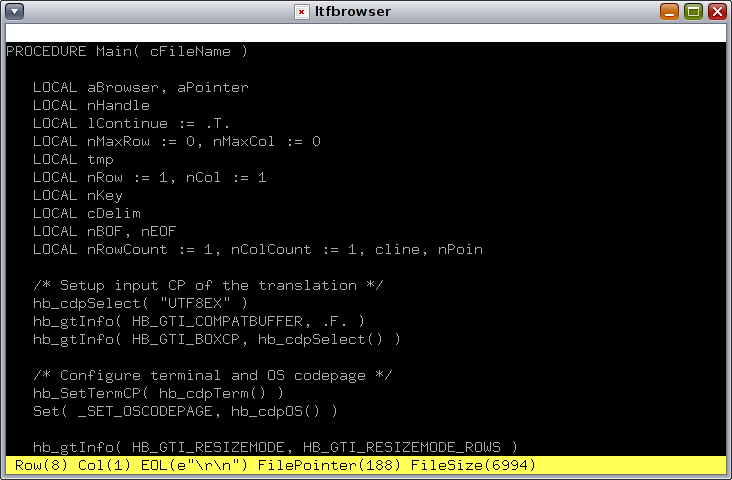 ltfbrowser
PROCEDURE Main( cFileName )
LOCAL aBrowser, aPointer
LOCAL nHandle
LOCAL lContinue := .T.
LOCAL nMaxRow := 0, nMaxCol := 0
LOCAL tmp
LOCAL nRow := 1, nCol := 1
LOCAL nKey
LOCAL cDelim
LOCAL nBOF, nEOF
LOCAL nRowCount := 1, nColCount := 1, cline, nPoin
/* Setup input CP of the translation */
hb_cdpSelect( "UTF8EX" )
hb_gtInfo( HB_GTI_COMPATBUFFER, .F. )
hb_gtInfo( HB_GTI_BOXCP, hb_cdpSelect() )
/* Configure terminal and OS codepage */
hb_SetTermCP( hb_cdpTerm() )
Set( _SET_OSCODEPAGE, hb_cdpOS() )
hb_gtInfo( HB_GTI_RESIZEMODE, HB_GTI_RESIZEMODE_ROWS )
Row(8) Col(1) EOL(e"\r\n") FilePointer(188) FileSize(6994)